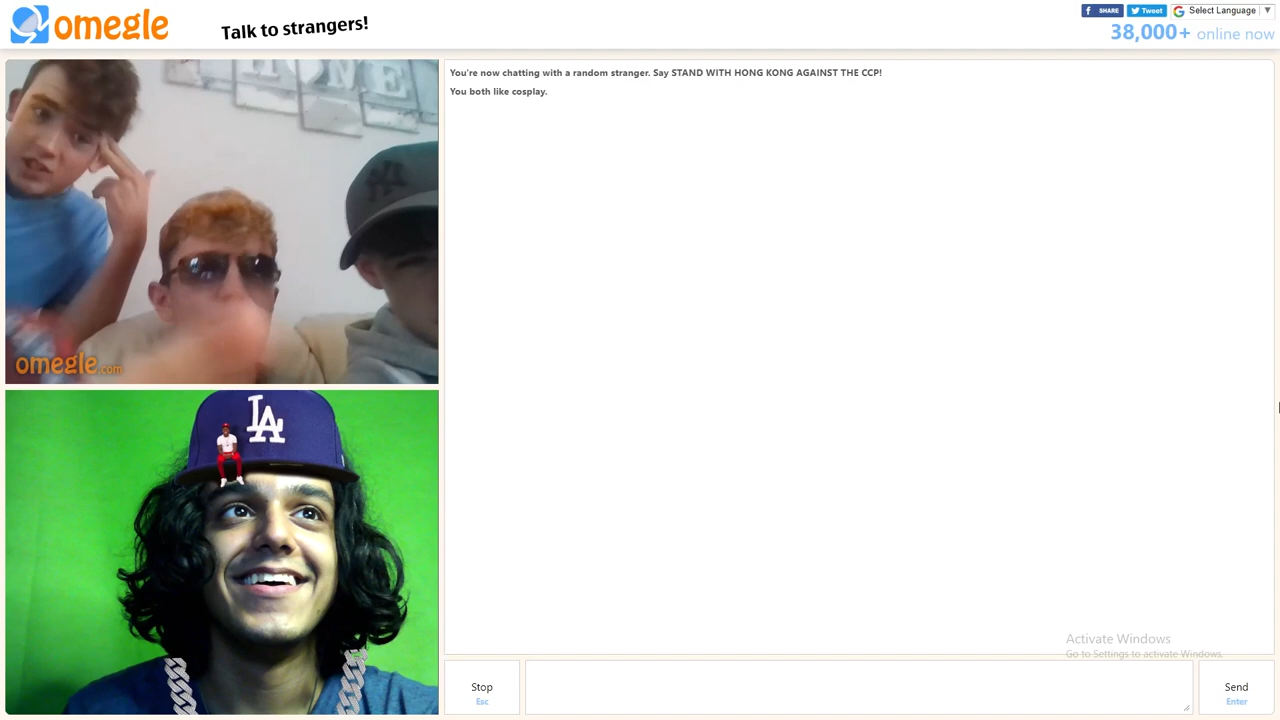 omegle
Talk to strangers!
SHARE
Tweet
Select Language
38,000+ online now
HOME
NY
omegle.com
LA
You're now chatting with a random stranger. Say STAND WITH HONG KONG AGAINST THE CCP!
You both like cosplay.
Activate Windows
Go to Settings to activate Windows.
Stop
Esc
Send
Enter